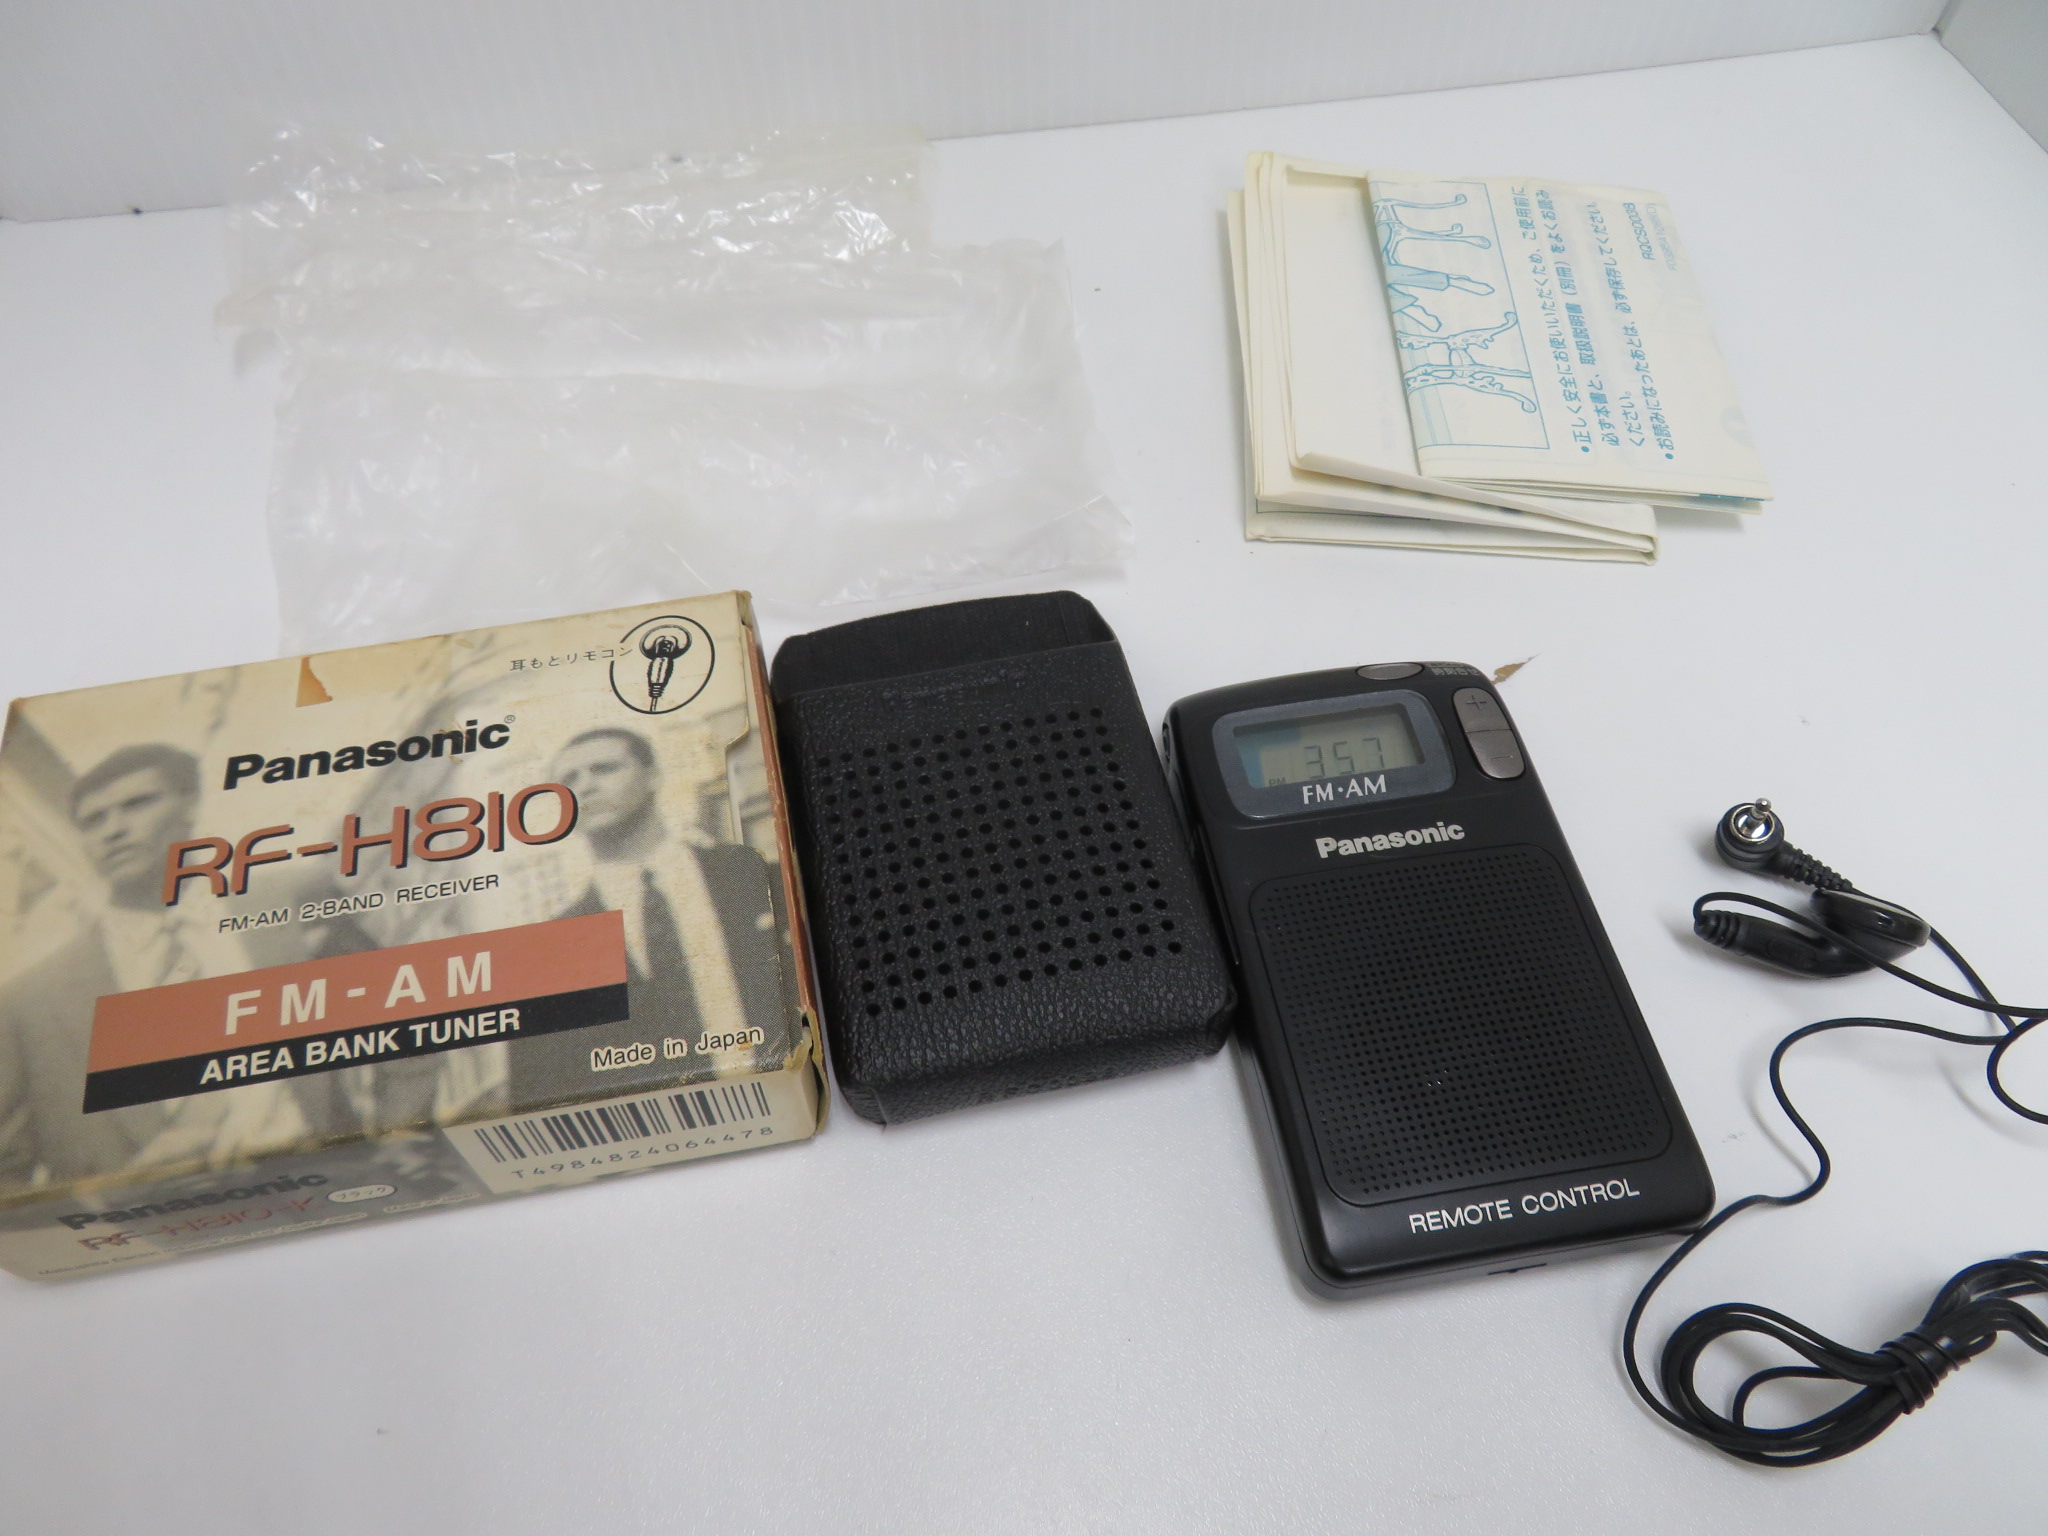 耳もとリモコン
Panasonic®
RF-H810
FM-AM 2-BAND RECEIVER
FM-AM
AREA BANK TUNER
Made in Japan
T4984824064478
Panasonic
RF-H810-K ブラック
PM 3 5 7
FM・AM
Panasonic
+
-
REMOTE CONTROL
●正しく安全にお使いいただくため、ご使用前に
必ず本書と、取扱説明書(別冊)をよくお読み
ください。
●お読みになったあとは、必ず保存してください。
RQCS0038